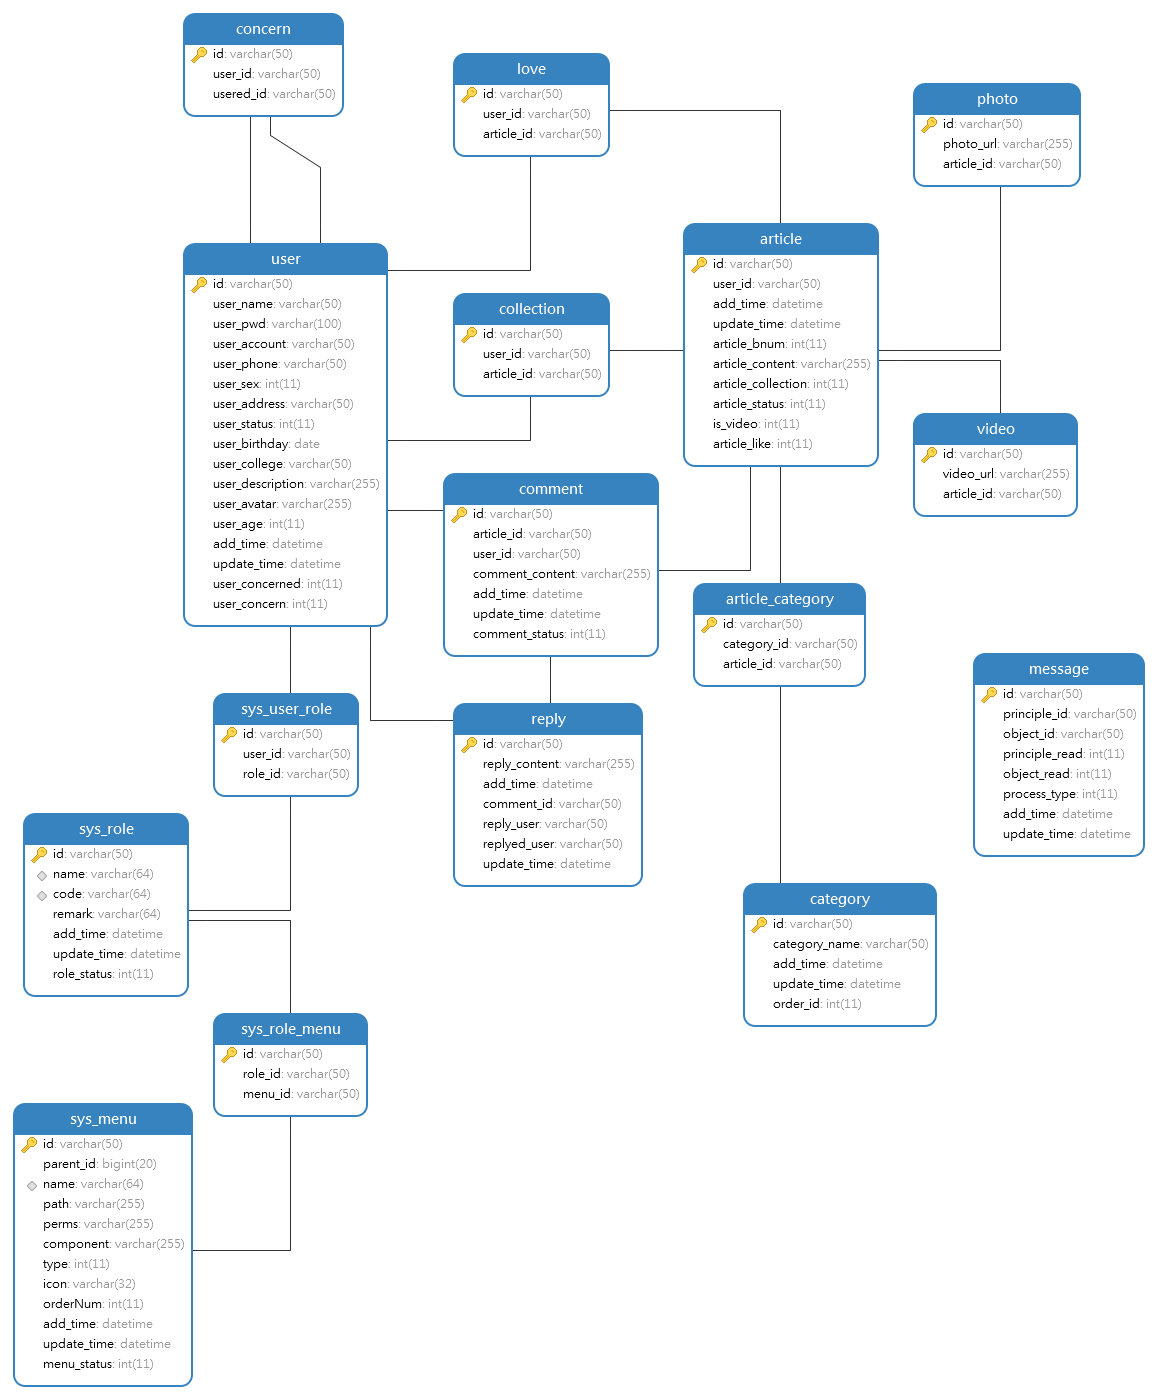 concern
id: varchar(50)
user_id: varchar(50)
usered_id: varchar(50)
love
id: varchar(50)
user_id: varchar(50)
article_id: varchar(50)
photo
id: varchar(50)
photo_url: varchar(255)
article_id: varchar(50)
user
id: varchar(50)
user_name: varchar(50)
user_pwd: varchar(100)
user_account: varchar(50)
user_phone: varchar(50)
user_sex: int(11)
user_address: varchar(50)
user_status: int(11)
user_birthday: date
user_college: varchar(50)
user_description: varchar(255)
user_avatar: varchar(255)
user_age: int(11)
add_time: datetime
update_time: datetime
user_concerned: int(11)
user_concern: int(11)
collection
id: varchar(50)
user_id: varchar(50)
article_id: varchar(50)
article
id: varchar(50)
user_id: varchar(50)
add_time: datetime
update_time: datetime
article_bnum: int(11)
article_content: varchar(255)
article_collection: int(11)
article_status: int(11)
is_video: int(11)
article_like: int(11)
video
id: varchar(50)
video_url: varchar(255)
article_id: varchar(50)
comment
id: varchar(50)
article_id: varchar(50)
user_id: varchar(50)
comment_content: varchar(255)
add_time: datetime
update_time: datetime
comment_status: int(11)
article_category
id: varchar(50)
category_id: varchar(50)
article_id: varchar(50)
message
id: varchar(50)
principle_id: varchar(50)
object_id: varchar(50)
principle_read: int(11)
object_read: int(11)
process_type: int(11)
add_time: datetime
update_time: datetime
sys_user_role
id: varchar(50)
user_id: varchar(50)
role_id: varchar(50)
reply
id: varchar(50)
reply_content: varchar(255)
add_time: datetime
comment_id: varchar(50)
reply_user: varchar(50)
replyed_user: varchar(50)
update_time: datetime
sys_role
id: varchar(50)
name: varchar(64)
code: varchar(64)
remark: varchar(64)
add_time: datetime
update_time: datetime
role_status: int(11)
category
id: varchar(50)
category_name: varchar(50)
add_time: datetime
update_time: datetime
order_id: int(11)
sys_role_menu
id: varchar(50)
role_id: varchar(50)
menu_id: varchar(50)
sys_menu
id: varchar(50)
parent_id: bigint(20)
name: varchar(64)
path: varchar(255)
perms: varchar(255)
component: varchar(255)
type: int(11)
icon: varchar(32)
orderNum: int(11)
add_time: datetime
update_time: datetime
menu_status: int(11)